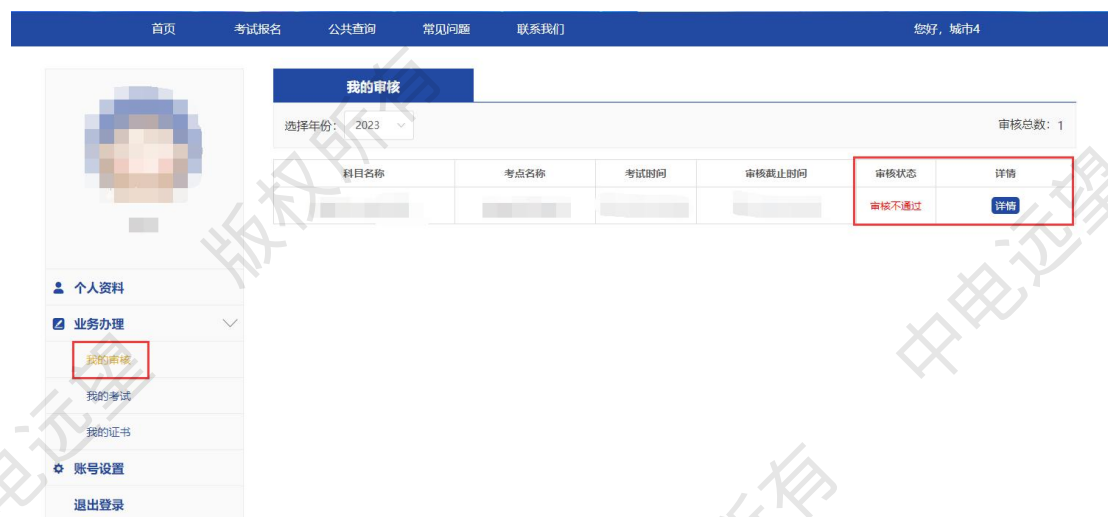 首页 考试报名 公共查询 常见问题 联系我们 您好，城市4
我的审核
选择年份： 2023 审核总数：1
科目名称 考点名称 考试时间 审核截止时间 审核状态 详情
审核不通过 详情
个人资料
业务办理
我的审核
我的考试
我的证书
账号设置
退出登录
版权所有
中电远望
电远望
所有